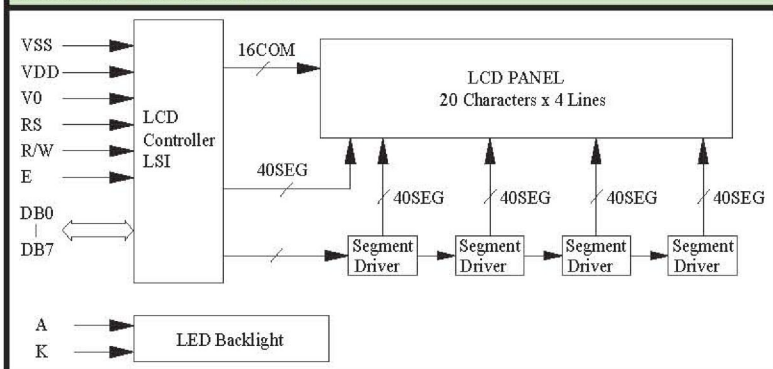 VSS
VDD
V0
RS
R/W
E
DB0
|
DB7
LCD
Controller
LSI
16COM
LCD PANEL
20 Characters x 4 Lines
40SEG
40SEG
40SEG
40SEG
40SEG
Segment
Driver
Segment
Driver
Segment
Driver
Segment
Driver
A
K
LED Backlight